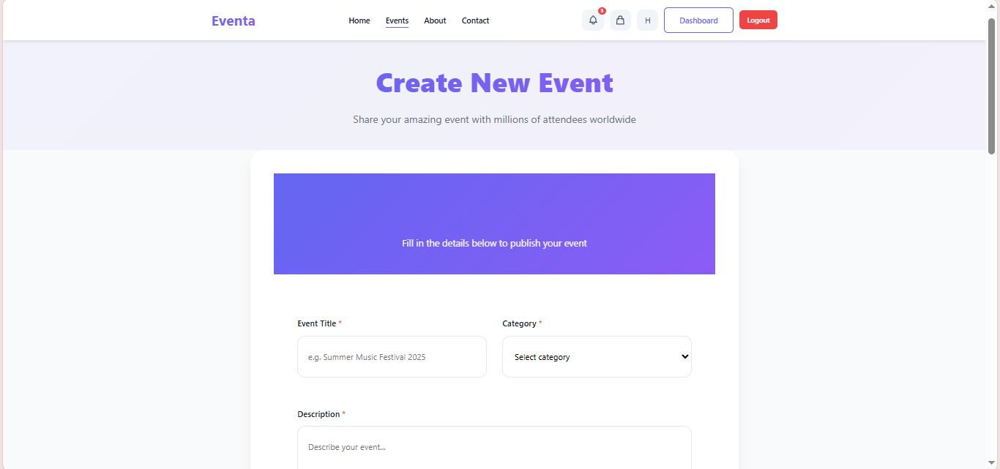 Eventa
Home Events About Contact
3
H
Dashboard
Logout
Create New Event
Share your amazing event with millions of attendees worldwide
Fill in the details below to publish your event
Event Title * Category *
e.g. Summer Music Festival 2025 Select category
Description *
Describe your event...